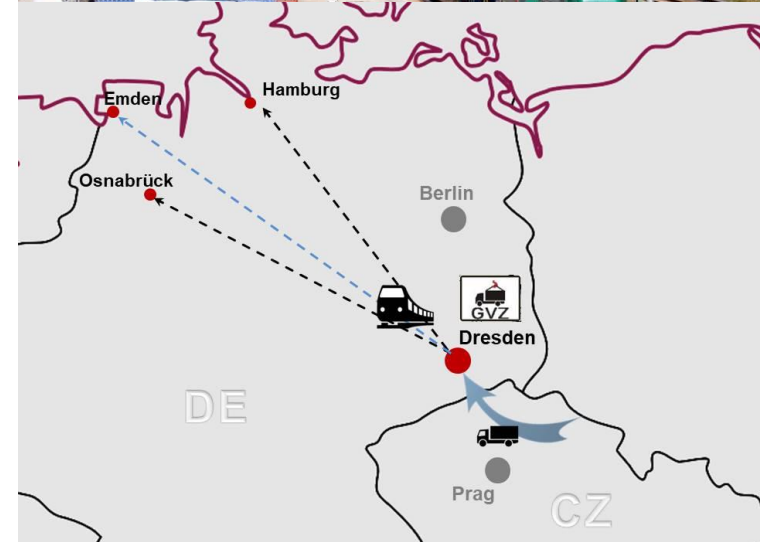 Hamburg
Emden
Osnabrück
Berlin
GVZ
Dresden
DE
Prag
CZ